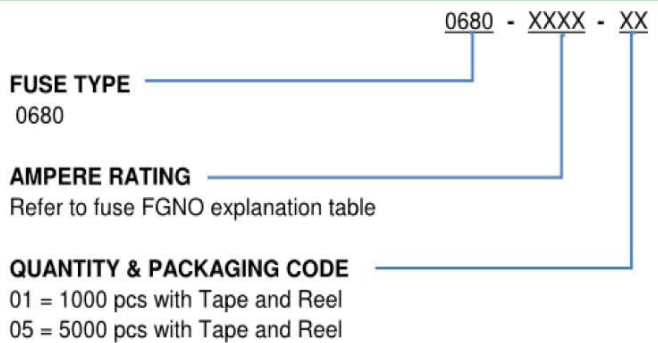 0680 - XXXX - XX
FUSE TYPE
0680
AMPERE RATING
Refer to fuse FGNO explanation table
QUANTITY & PACKAGING CODE
01 = 1000 pcs with Tape and Reel
05 = 5000 pcs with Tape and Reel